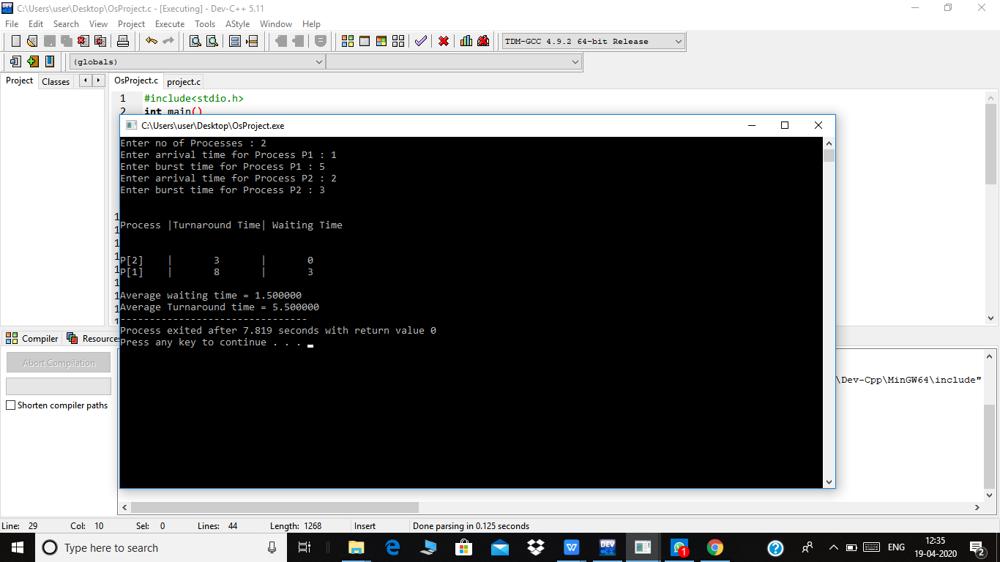 C:\Users\user\Desktop\OsProject.c - [Executing] - Dev-C++ 5.11
File Edit Search View Project Execute Tools AStyle Window Help
TDM-GCC 4.9.2 64-bit Release
(globals)
Project Classes OsProject.c project.c
1 #include<stdio.h>
2 int main()
C:\Users\user\Desktop\OsProject.exe
Enter no of Processes : 2
Enter arrival time for Process P1 : 1
Enter burst time for Process P1 : 5
Enter arrival time for Process P2 : 2
Enter burst time for Process P2 : 3
Process |Turnaround Time| Waiting Time
P[2] | 3 | 0
P[1] | 8 | 3
Average waiting time = 1.500000
Average Turnaround time = 5.500000
--------------------------------
Process exited after 7.819 seconds with return value 0
Press any key to continue . . .
Compiler Resources
Abort Compilation
\Dev-Cpp\MinGW64\include"
Shorten compiler paths
Line: 29 Col: 10 Sel: 0 Lines: 44 Length: 1268 Insert Done parsing in 0.125 seconds
Type here to search
DEV
1
ENG
12:35
19-04-2020
2